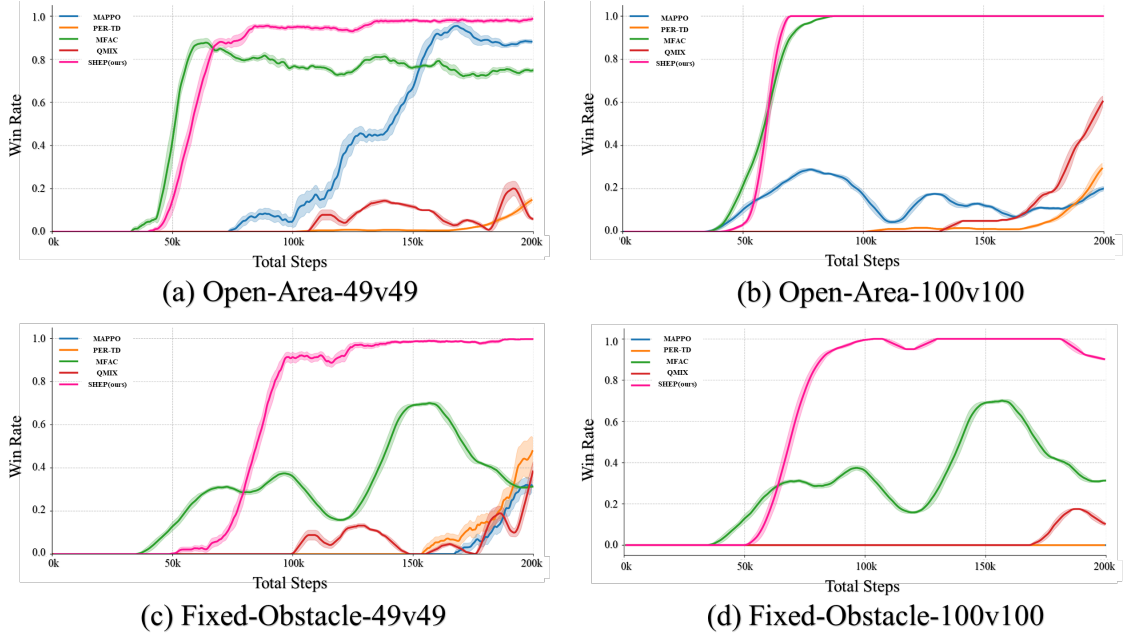 MAPPO
PER-TD
MFAC
QMIX
SHEP(ours)
1.0
0.8
0.6
0.4
0.2
0.0
Win Rate
0k
50k
100k
150k
200k
Total Steps
(a) Open-Area-49v49
MAPPO
PER-TD
MFAC
QMIX
SHEP(ours)
1.0
0.8
0.6
0.4
0.2
0.0
Win Rate
0k
50k
100k
150k
200k
Total Steps
(b) Open-Area-100v100
MAPPO
PER-TD
MFAC
QMIX
SHEP(ours)
1.0
0.8
0.6
0.4
0.2
0.0
Win Rate
0k
50k
100k
150k
200k
Total Steps
(c) Fixed-Obstacle-49v49
MAPPO
PER-TD
MFAC
QMIX
SHEP(ours)
1.0
0.8
0.6
0.4
0.2
0.0
Win Rate
0k
50k
100k
150k
200k
Total Steps
(d) Fixed-Obstacle-100v100